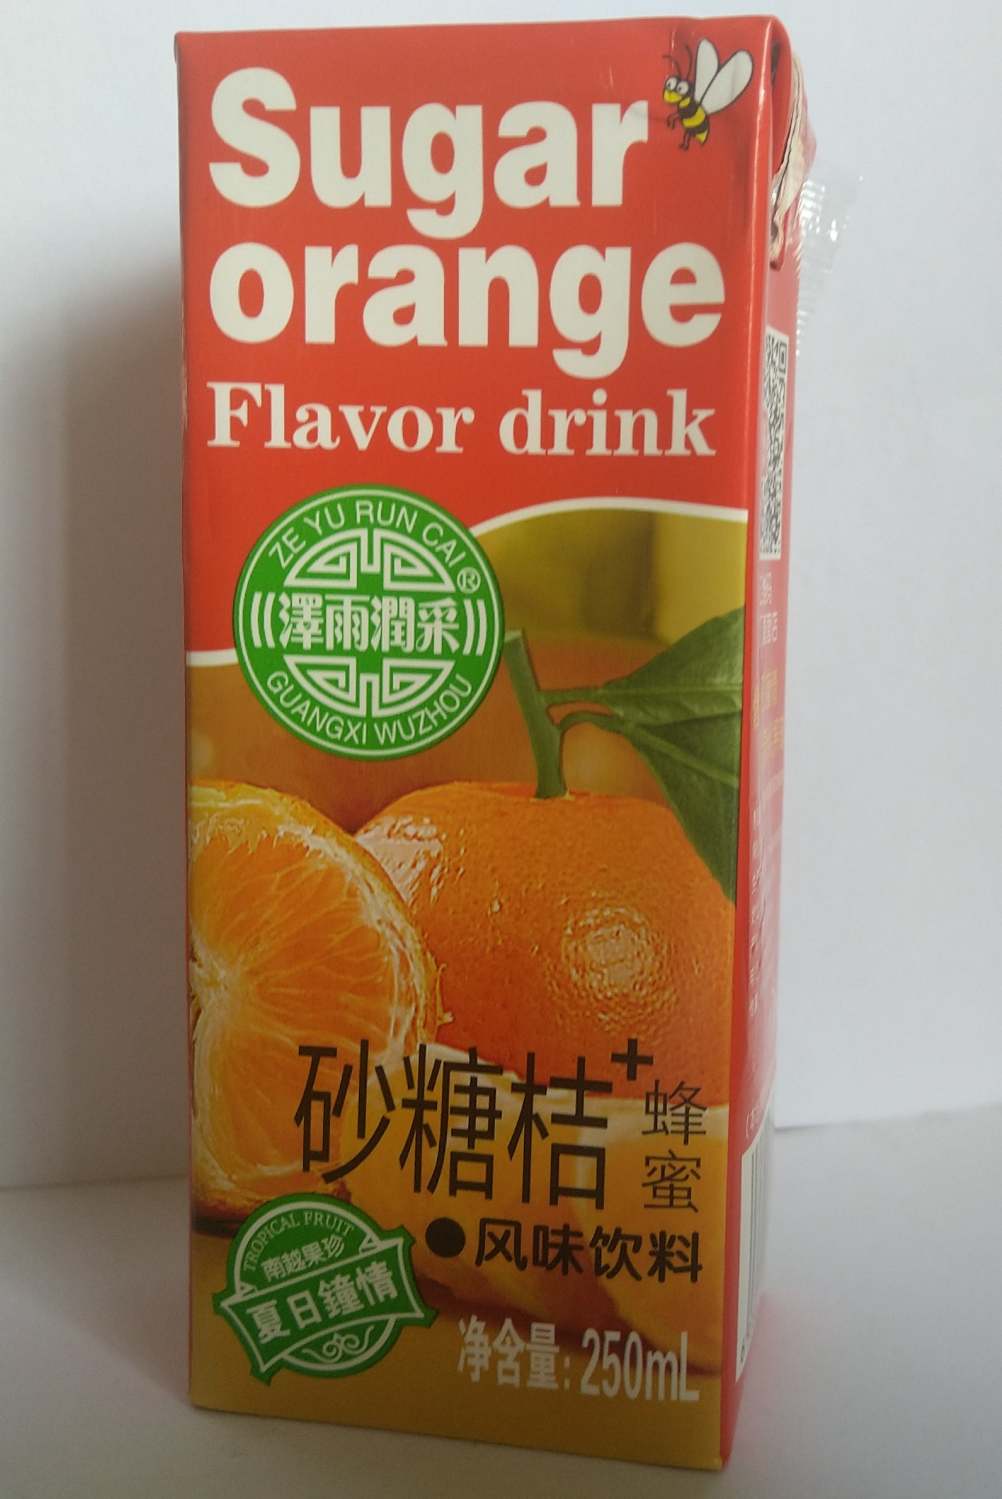 Sugar
orange
Flavor drink
ZE YU RUN CAI ®
澤雨潤采
GUANGXI WUZHOU
砂糖桔+
蜂
蜜
●风味饮料
TROPICAL FRUIT
南越果珍
夏日鐘情
净含量:250mL